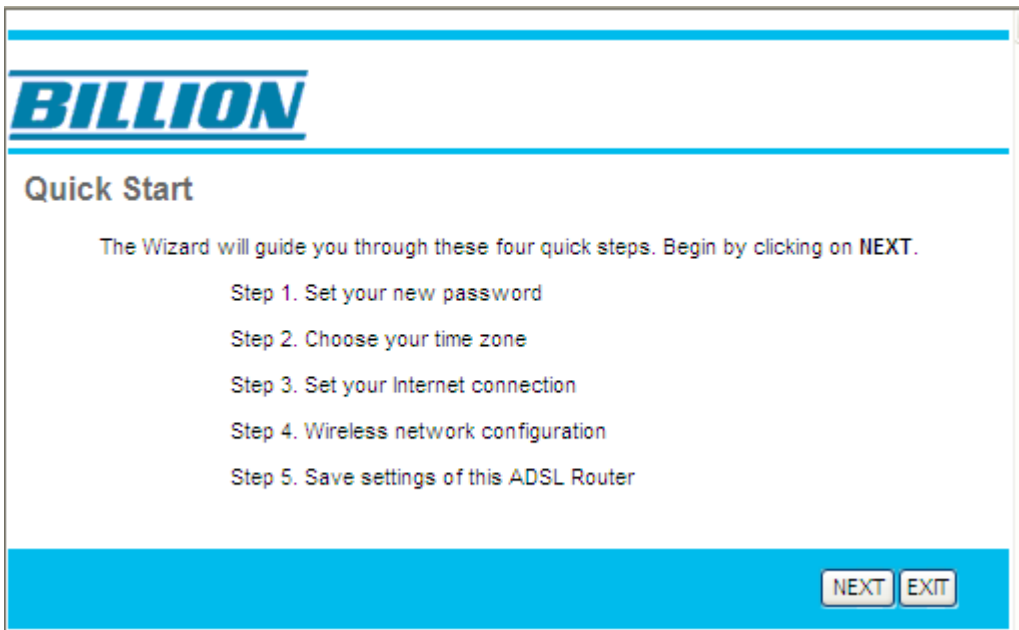 BILLION
Quick Start
The Wizard will guide you through these four quick steps. Begin by clicking on NEXT.
Step 1. Set your new password
Step 2. Choose your time zone
Step 3. Set your Internet connection
Step 4. Wireless network configuration
Step 5. Save settings of this ADSL Router
NEXT EXIT